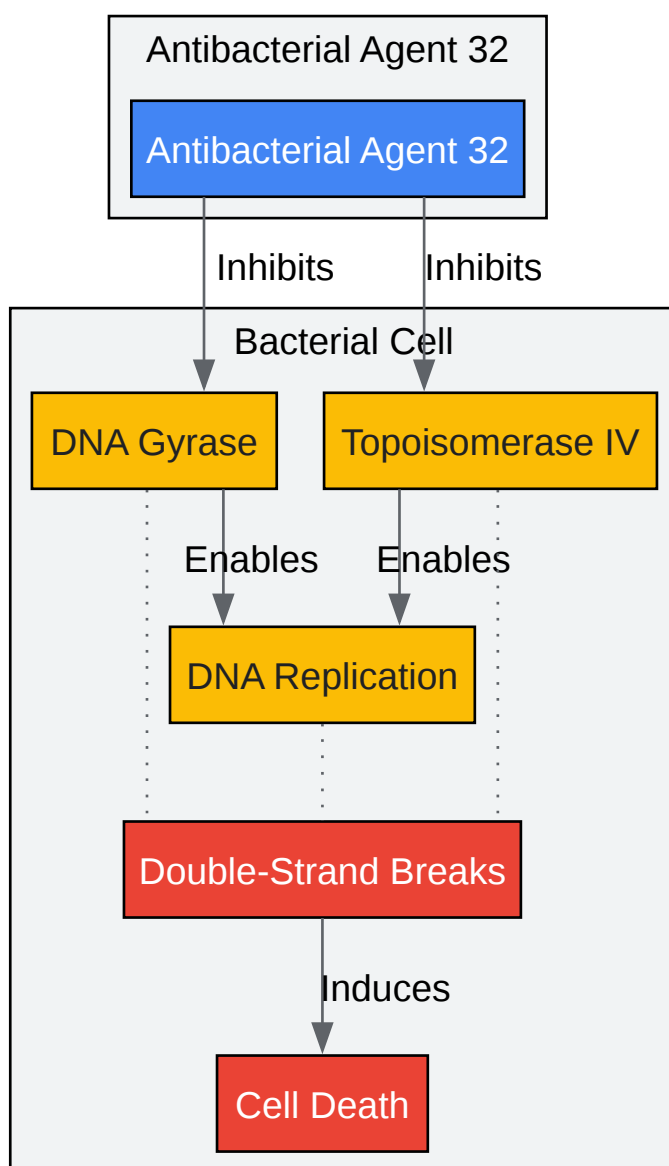 Antibacterial Agent 32
Antibacterial Agent 32
Inhibits
Inhibits
Bacterial Cell
DNA Gyrase
Topoisomerase IV
Enables
Enables
DNA Replication
Double-Strand Breaks
Induces
Cell Death